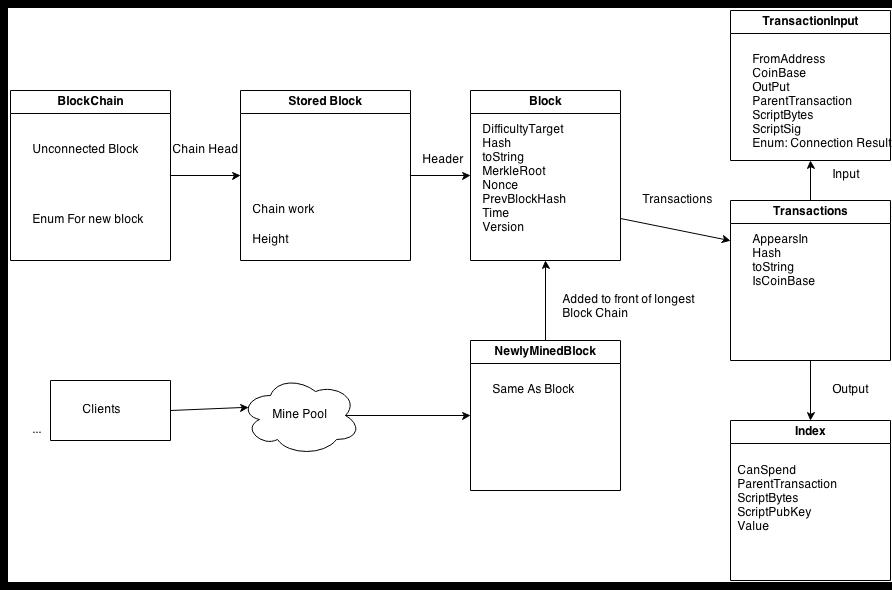 BlockChain
Unconnected Block
Enum For new block
Chain Head
Stored Block
Chain work
Height
Header
Block
DifficultyTarget
Hash
toString
MerkleRoot
Nonce
PrevBlockHash
Time
Version
Transactions
TransactionInput
FromAddress
CoinBase
OutPut
ParentTransaction
ScriptBytes
ScriptSig
Enum: Connection Result
Input
Transactions
AppearsIn
Hash
toString
IsCoinBase
Output
Index
CanSpend
ParentTransaction
ScriptBytes
ScriptPubKey
Value
Added to front of longest
Block Chain
NewlyMinedBlock
Same As Block
Clients
...
Mine Pool